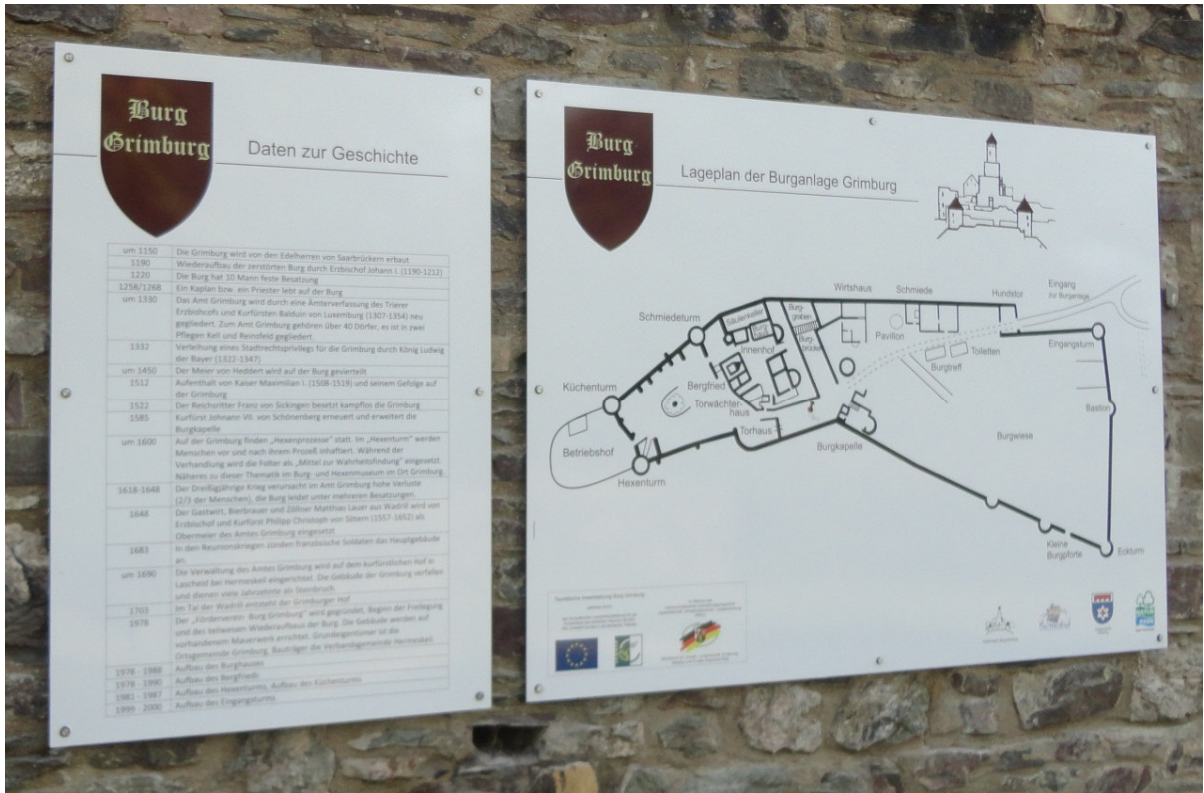 Burg
Grimburg
Daten zur Geschichte
um 1150 Die Grimburg wird von den Edelherren von Saarbrückern erbaut
1190 Wiederaufbau der zerstörten Burg durch Erzbischof Johann I. (1190-1212)
1220 Die Burg hat 10 Mann feste Besatzung
1258/1268 Ein Kaplan bzw. ein Priester lebt auf der Burg
um 1330 Das Amt Grimburg wird durch eine Ämterverfassung des Trierer
Erzbishcofs und Kurfürsten Balduin von Luxemburg (1307-1354) neu
gegliedert. Zum Amt Grimburg gehören über 40 Dörfer, es ist in zwei
Pflegen Kell und Reinsfeld gegliedert.
1332 Verleihung eines Stadtrechtsprivilegs für die Grimburg durch König Ludwig
der Bayer (1322-1347)
um 1450 Der Meier von Heddert wird auf der Burg gevierteilt
1512 Aufenthalt von Kaiser Maximilian I. (1508-1519) und seinem Gefolge auf
der Grimburg
1522 Der Reichsritter Franz von Sickingen besetzt kampflos die Grimburg
1585 Kurfürst Johmann VII. von Schönenberg erneuert und erweitert die
Burgkapelle
um 1600 Auf der Grimburg finden „Hexenprozesse" statt. Im „Hexenturm" werden
Menschen vor und nach ihrem Prozeß inhaftiert. Während der
Verhandlung wird die Folter als „Mittel zur Wahrheitsfindung" eingesetzt.
Näheres zu dieser Thematik im Burg- und Hexenmuseum im Ort Grimburg.
1618-1648 Der Dreißigjährige Krieg verursacht im Amt Grimburg hohe Verluste
(2/3 der Menschen), die Burg leidet unter mehreren Besatzungen.
1648 Der Gastwirt, Bierbrauer und Zöllner Matthias Lauer aus Wadrill wird von
Erzbischof und Kurfürst Philipp Christoph von Sötern (1567-1652) als
Obermeier des Amtes Grimburg eingesetzt
1683 In den Reunionskriegen zünden französische Soldaten das Hauptgebäude
an.
um 1690 Die Verwaltung des Amtes Grimburg wird auf dem kurfürstlichen Hof in
Lascheid bei Hermeskeil eingerichtet. Die Gebäude der Grimburg verfallen
und dienen viele Jahrzehnte als Steinbruch
1703 Im Tal der Wadrill entsteht der Grimburger Hof
1978 Der „Förderverein Burg Grimburg" wird gegründet, Beginn der Freilegung
und des teilweisen Wiederaufbaus der Burg. Die Gebäude werden auf
vorhandenem Mauerwerk errichtet. Grundeigentümer ist die
Ortsgemeinde Grimburg, Bauträger die Verbandsgemeinde Hermeskeil.
1978 - 1988 Aufbau des Burghauses
1978 - 1990 Aufbau des Bergfrieds
1983 - 1987 Aufbau des Hexenturms, Aufbau des Küchenturms
1999 - 2000 Aufbau des Eingangsturms
Burg
Grimburg
Lageplan der Burganlage Grimburg
Eingang
zur Burganlage
Hundstor
Wirtshaus
Schmiede
Schmiedeturm
Säulenkeller
Burg-
graben
Burg-
haus
Innenhof
Burg-
brücke
Pavillon
Toiletten
Burgtreff
Eingangsturm
Küchenturm
Bergfried
Torwächter-
haus
Torhaus
Bastion
Betriebshof
Hexenturm
Burgkapelle
Burgwiese
Kleine
Burgpforte
Eckturm